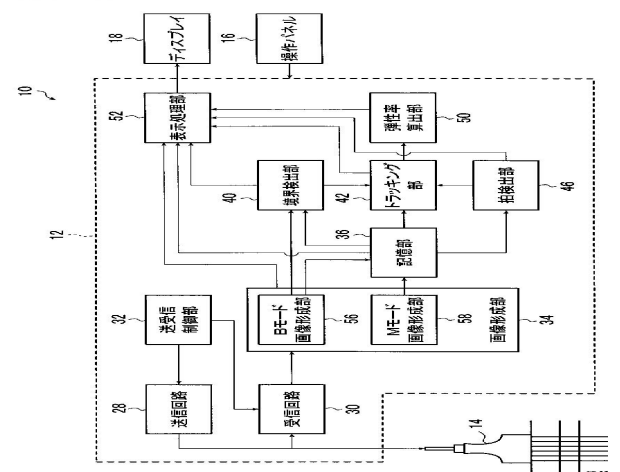 10
18
ディスプレイ
16
操作パネル
12
52
表示処理部
弾性率
算出部
50
40
境界検出部
42
トラッキング
部
拍検出部
46
36
記憶部
32
送受信
制御部
Bモード
画像形成部
56
Mモード
画像形成部
58
画像形成部
34
28
送信回路
受信回路
30
14